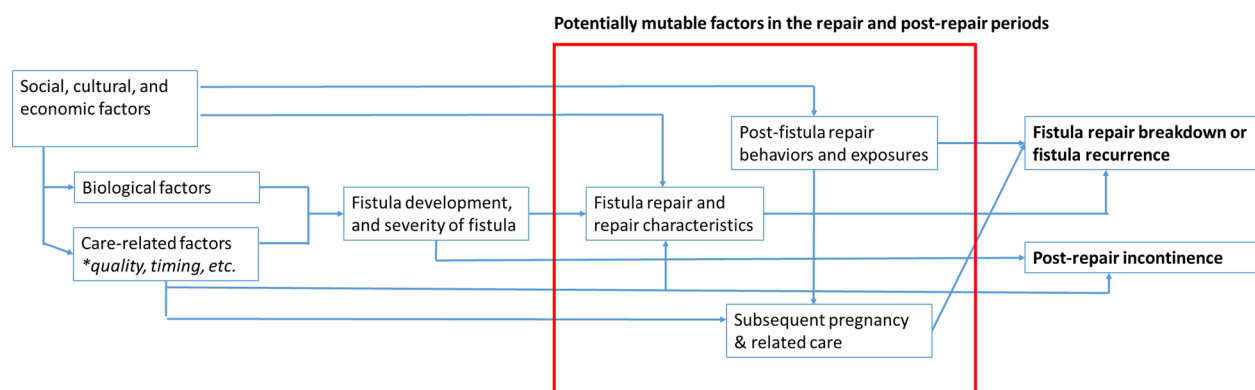 Potentially mutable factors in the repair and post-repair periods
Social, cultural, and
economic factors
Post-fistula repair
behaviors and exposures
Fistula repair breakdown or
fistula recurrence
Biological factors
Fistula development,
and severity of fistula
Fistula repair and
repair characteristics
Care-related factors
*quality, timing, etc.
Post-repair incontinence
Subsequent pregnancy
& related care